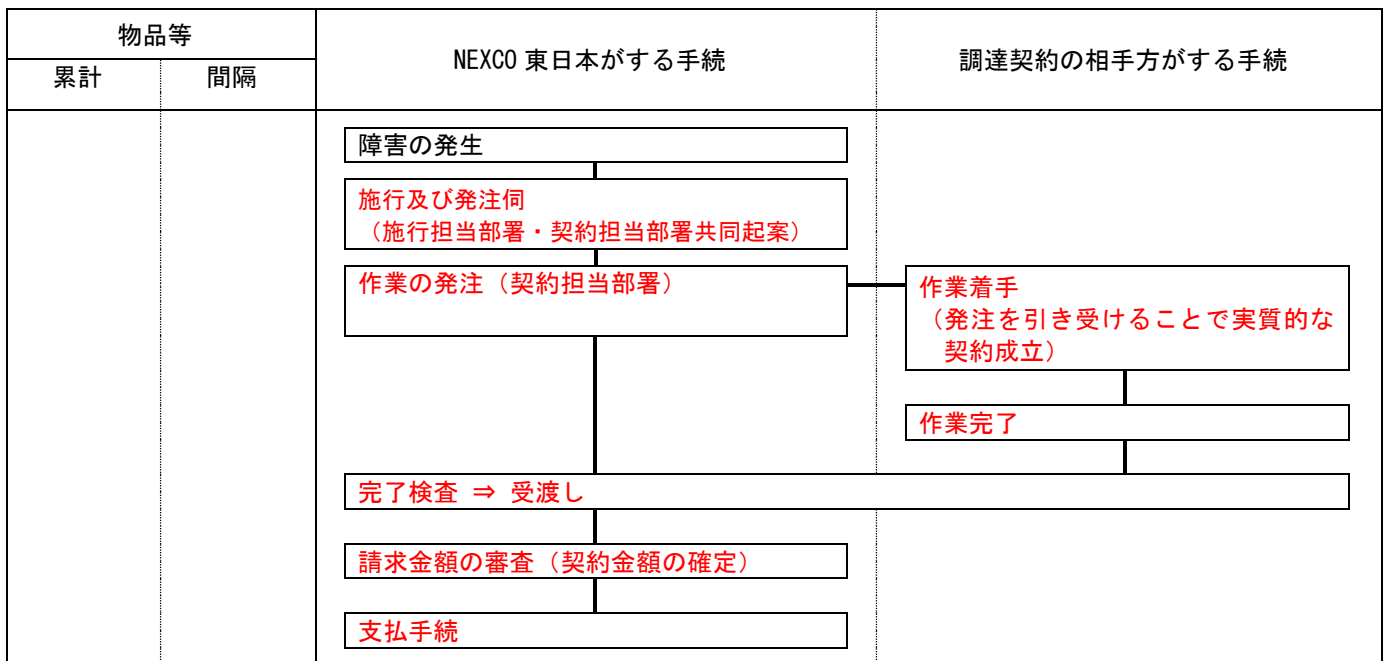 物品等
累計
間隔
NEXCO 東日本がする手続
調達契約の相手方がする手続
障害の発生
施行及び発注伺
（施行担当部署・契約担当部署共同起案）
作業の発注（契約担当部署）
作業着手
（発注を引き受けることで実質的な
契約成立）
作業完了
完了検査 ⇒ 受渡し
請求金額の審査（契約金額の確定）
支払手続